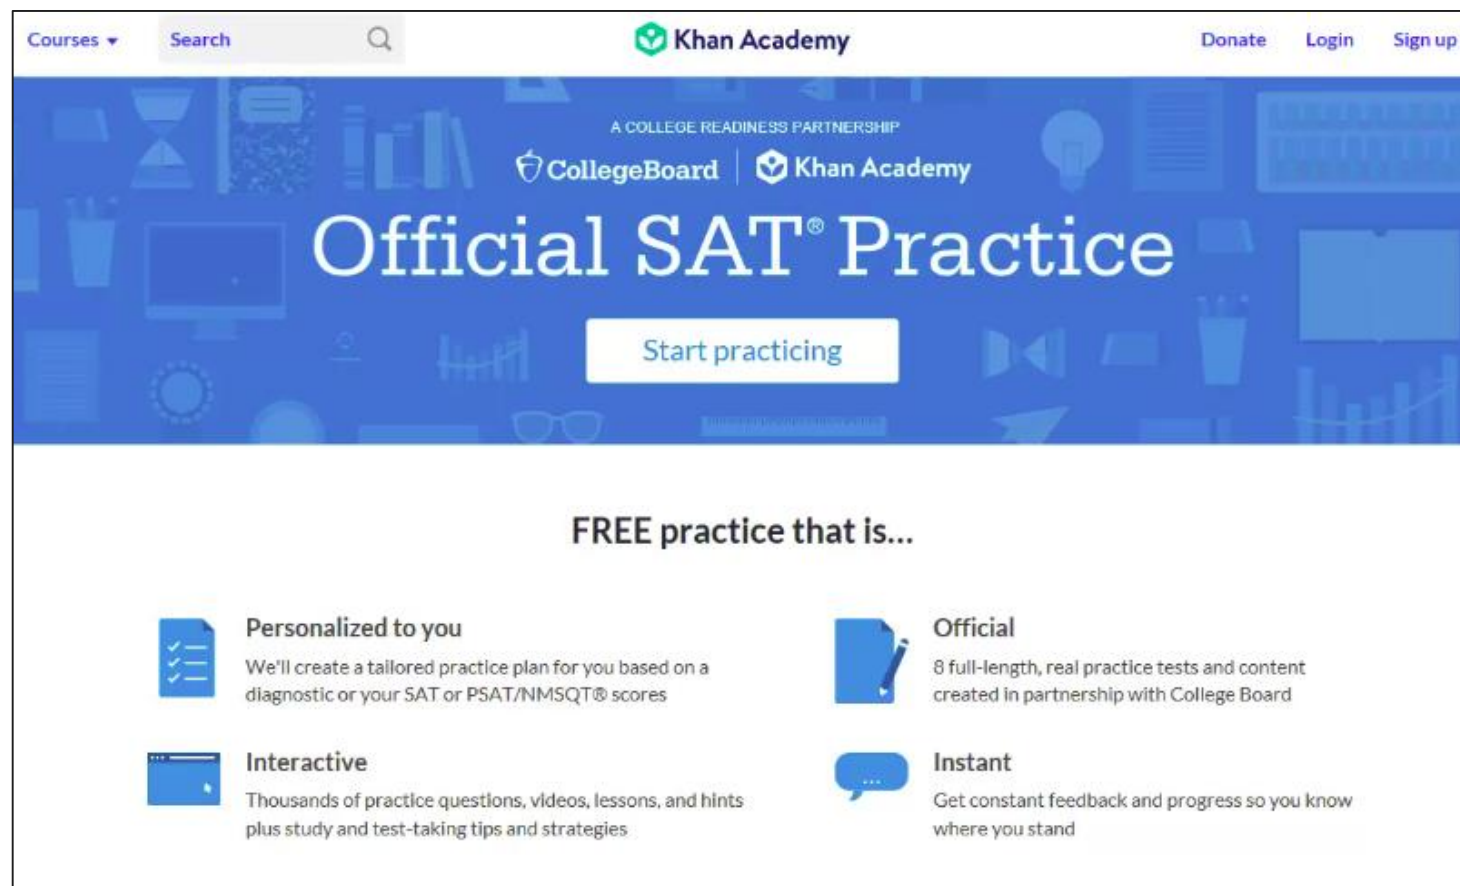 Courses Search Khan Academy Donate Login Sign up
A COLLEGE READINESS PARTNERSHIP
CollegeBoard Khan Academy
Official SAT® Practice
Start practicing
FREE practice that is...
Personalized to you
We'll create a tailored practice plan for you based on a
diagnostic or your SAT or PSAT/NMSQT® scores
Official
8 full-length, real practice tests and content
created in partnership with College Board
Interactive
Thousands of practice questions, videos, lessons, and hints
plus study and test-taking tips and strategies
Instant
Get constant feedback and progress so you know
where you stand